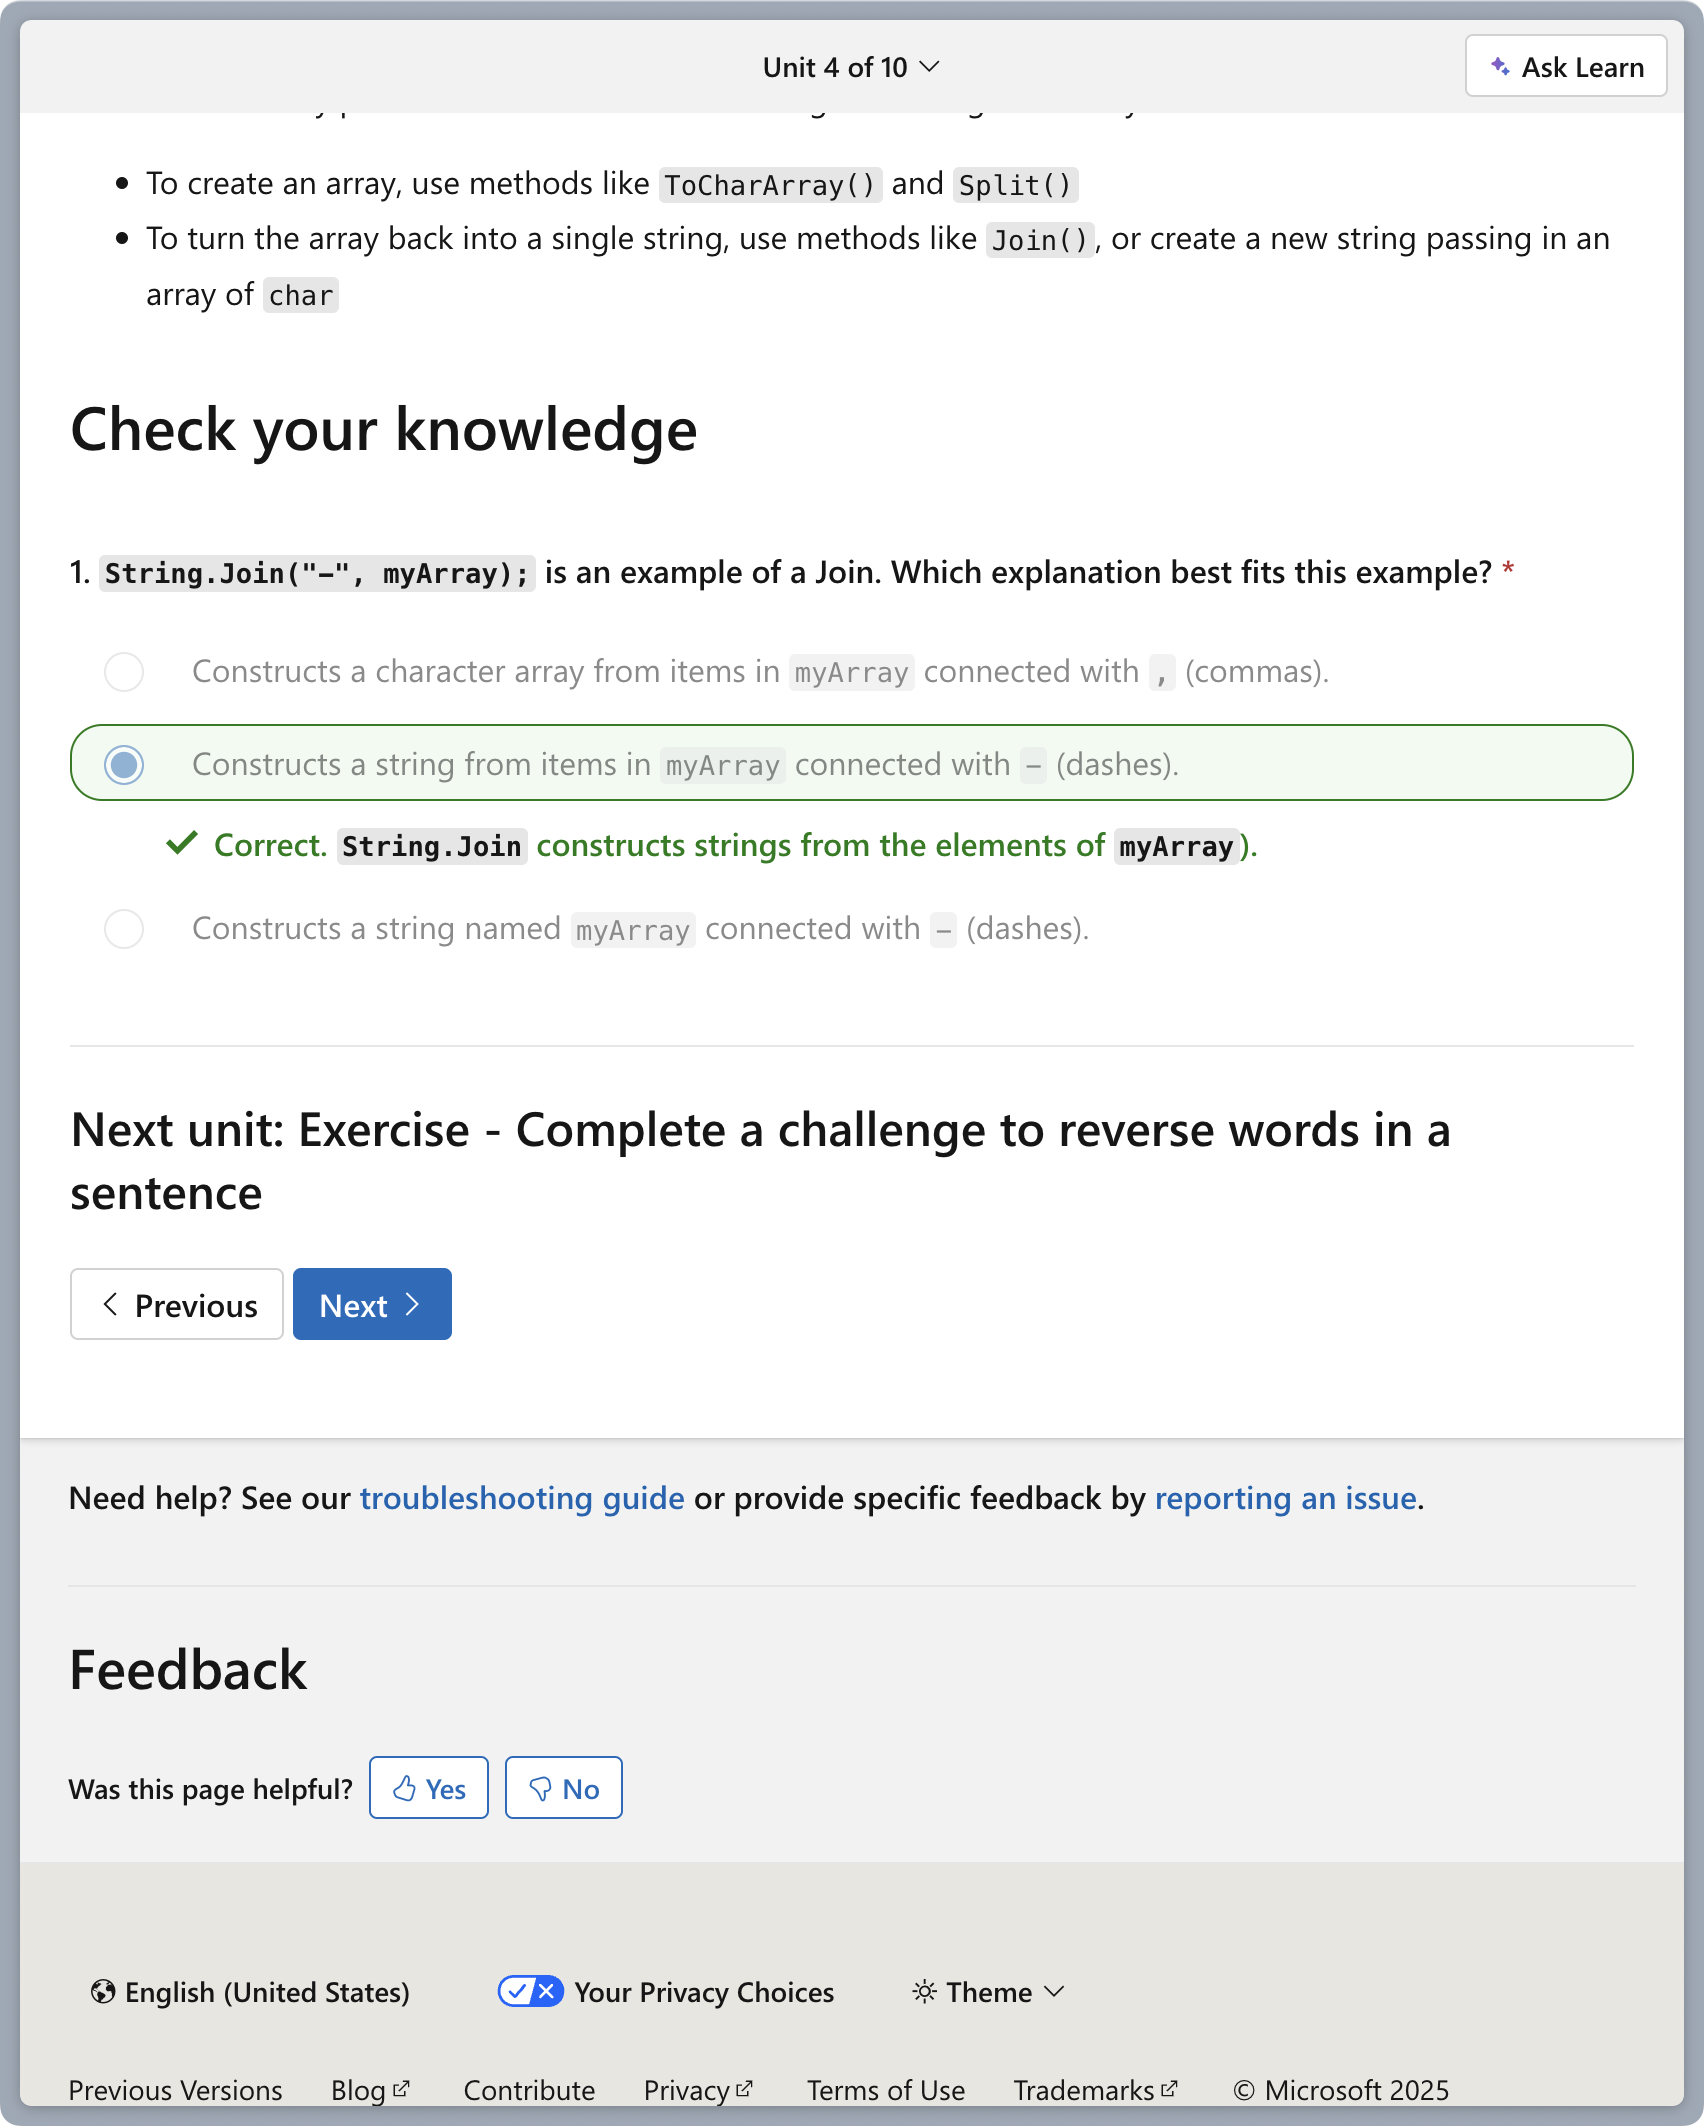 Unit 4 of 10
Ask Learn
To create an array, use methods like ToCharArray() and Split()
To turn the array back into a single string, use methods like Join(), or create a new string passing in an
array of char
Check your knowledge
1. String.Join("-", myArray); is an example of a Join. Which explanation best fits this example? *
Constructs a character array from items in myArray connected with , (commas).
Constructs a string from items in myArray connected with - (dashes).
Correct. String.Join constructs strings from the elements of myArray).
Constructs a string named myArray connected with - (dashes).
Next unit: Exercise - Complete a challenge to reverse words in a
sentence
Previous
Next
Need help? See our troubleshooting guide or provide specific feedback by reporting an issue.
Feedback
Was this page helpful? Yes No
English (United States)
Your Privacy Choices
Theme
Previous Versions Blog Contribute Privacy Terms of Use Trademarks © Microsoft 2025